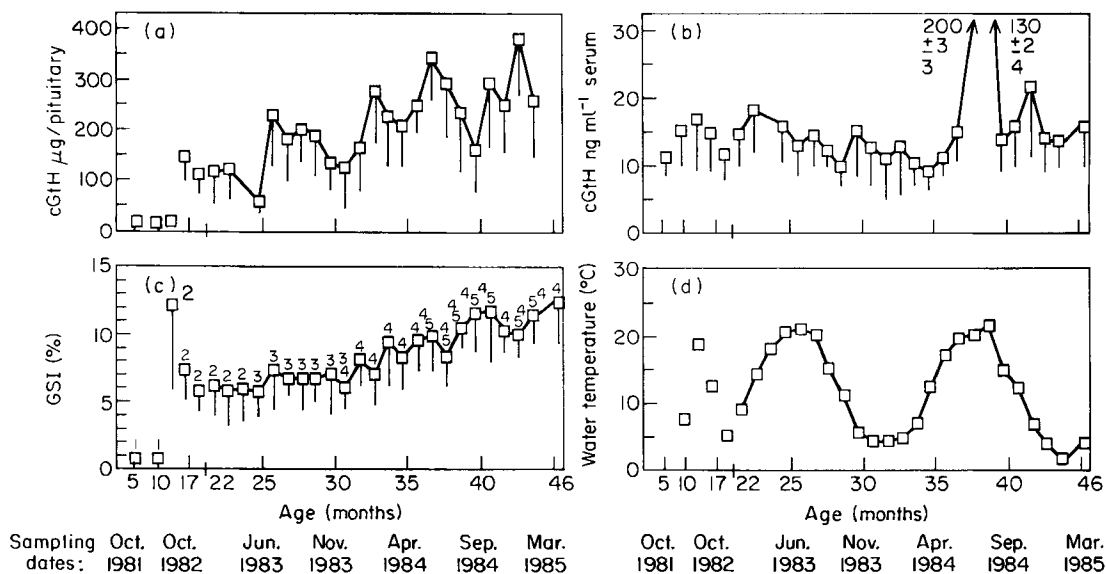 (a)
400
300
200
100
0
cGtH µg/pituitary
(b)
30
20
10
0
cGtH ng ml⁻¹ serum
200
±3
3
130
±2
4
(c)
15
10
5
0
GSI (%)
2
2
2 2 2 2 3
3 3 3 3 3 3
4 4 4 4 4
4 5
4 5
4 5
4 5
4 5
4
4 5
5 4 4
5 10 17 22 25 30 35 40 46
Age (months)
(d)
30
20
10
0
Water temperature (°C)
5 10 17 22 25 30 35 40 46
Age (months)
Sampling dates:
Oct. 1981
Oct. 1982
Jun. 1983
Nov. 1983
Apr. 1984
Sep. 1984
Mar. 1985
Oct. 1981
Oct. 1982
Jun. 1983
Nov. 1983
Apr. 1984
Sep. 1984
Mar. 1985